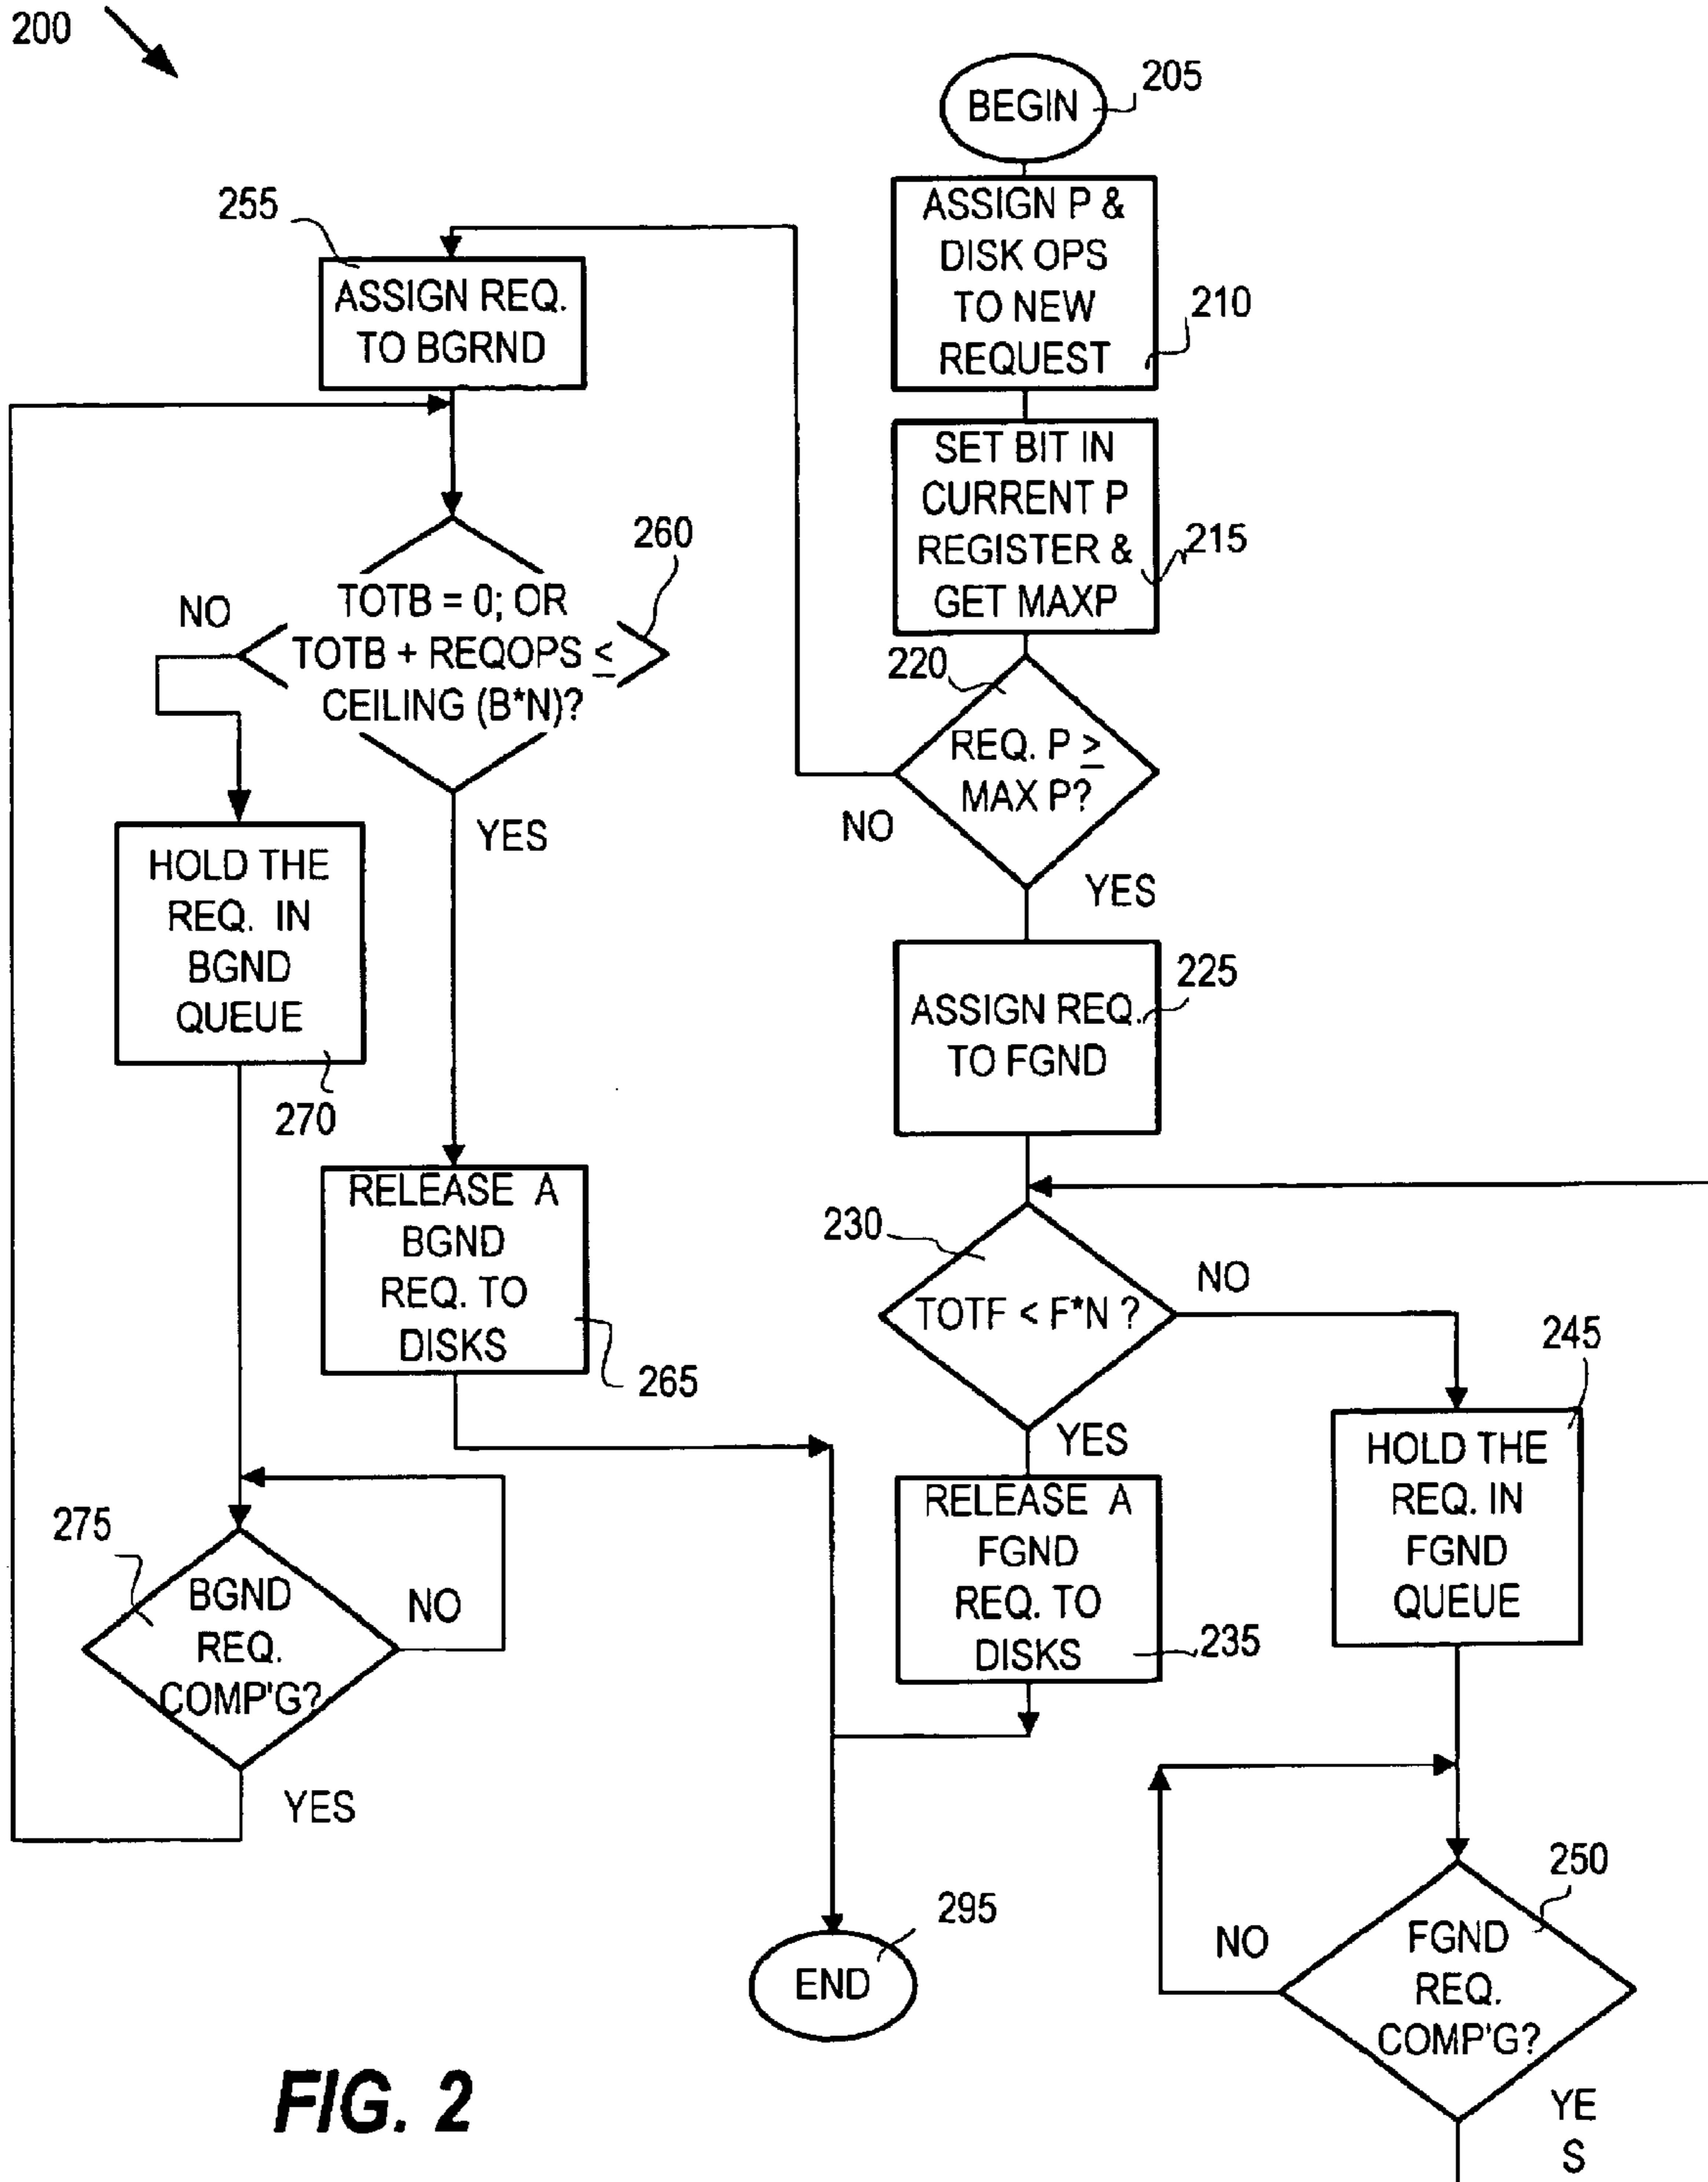 200
BEGIN
205
ASSIGN P &
DISK OPS
TO NEW
REQUEST
210
SET BIT IN
CURRENT P
REGISTER &
GET MAXP
215
220
REQ. P ≥
MAX P?
NO
YES
225
ASSIGN REQ.
TO FGND
230
TOTF < F*N ?
NO
YES
RELEASE A
FGND
REQ. TO
DISKS
235
245
HOLD THE
REQ. IN
FGND
QUEUE
250
FGND
REQ.
COMP'G?
NO
YE
S
255
ASSIGN REQ.
TO BGRND
260
TOTB = 0; OR
TOTB + REQOPS ≤
CEILING (B*N)?
NO
YES
HOLD THE
REQ. IN
BGND
QUEUE
270
RELEASE A
BGND
REQ. TO
DISKS
265
275
BGND
REQ.
COMP'G?
NO
YES
295
END
FIG. 2